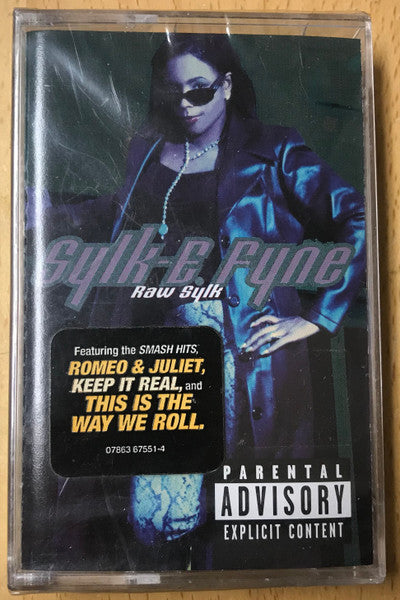 Sylk-E. Fyne
Raw Sylk
Featuring the SMASH HITS,
ROMEO & JULIET,
KEEP IT REAL, and
THIS IS THE
WAY WE ROLL.
07863 67551-4
PARENTAL
ADVISORY
EXPLICIT CONTENT